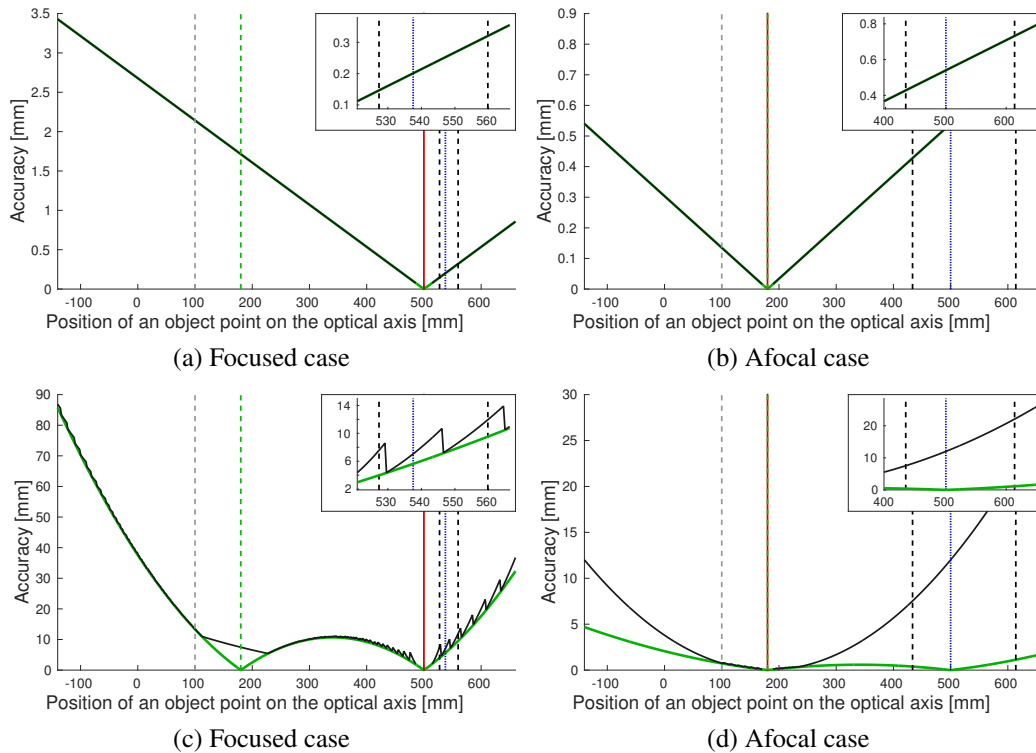 3.5
3
2.5
2
1.5
1
0.5
0
Accuracy [mm]
-100 0 100 200 300 400 500 600
Position of an object point on the optical axis [mm]
0.3
0.2
0.1
530 540 550 560
(a) Focused case
0.9
0.8
0.7
0.6
0.5
0.4
0.3
0.2
0.1
0
Accuracy [mm]
-100 0 100 200 300 400 500 600
Position of an object point on the optical axis [mm]
0.8
0.6
0.4
400 500 600
(b) Afocal case
90
80
70
60
50
40
30
20
10
0
Accuracy [mm]
-100 0 100 200 300 400 500 600
Position of an object point on the optical axis [mm]
14
10
8
6
4
2
530 540 550 560
(c) Focused case
30
25
20
15
10
5
0
Accuracy [mm]
-100 0 100 200 300 400 500 600
Position of an object point on the optical axis [mm]
20
10
0
400 500 600
(d) Afocal case